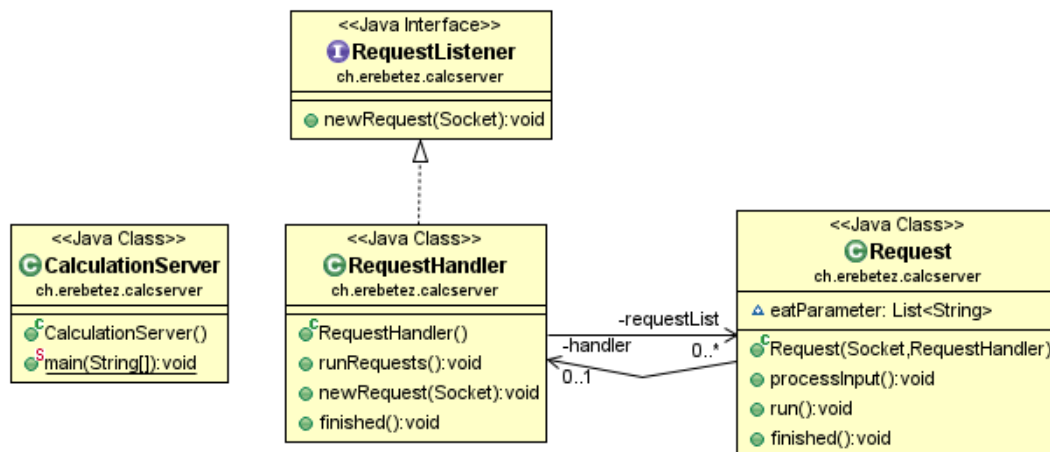 <<Java Interface>>
I RequestListener
ch.erebetez.calcserver
newRequest(Socket):void
<<Java Class>>
C CalculationServer
ch.erebetez.calcserver
C CalculationServer()
S main(String[]):void
<<Java Class>>
C RequestHandler
ch.erebetez.calcserver
C RequestHandler()
runRequests():void
newRequest(Socket):void
finished():void
-requestList
0..*
-handler
0..1
<<Java Class>>
C Request
ch.erebetez.calcserver
eatParameter: List<String>
C Request(Socket,RequestHandler)
processInput():void
run():void
finished():void